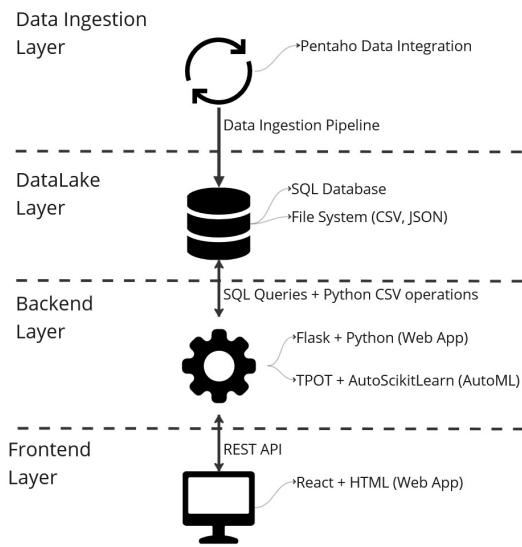 Data Ingestion
Layer
Pentaho Data Integration
Data Ingestion Pipeline
DataLake
Layer
SQL Database
File System (CSV, JSON)
SQL Queries + Python CSV operations
Backend
Layer
Flask + Python (Web App)
TPOT + AutoScikitLearn (AutoML)
REST API
Frontend
Layer
React + HTML (Web App)